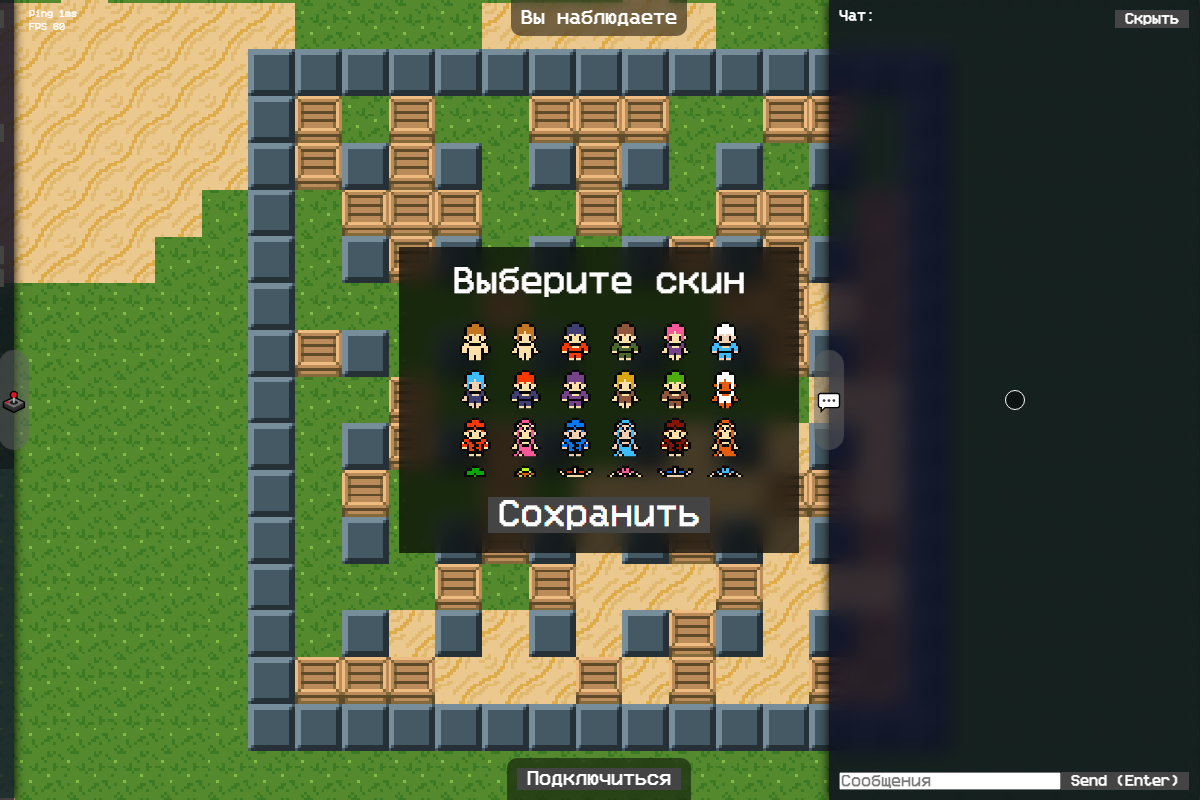 Ping 1ms
FPS 60
Вы наблюдаете
Чат:
Скрыть
Выберите скин
Сохранить
Подключиться
Сообщения
Send (Enter)